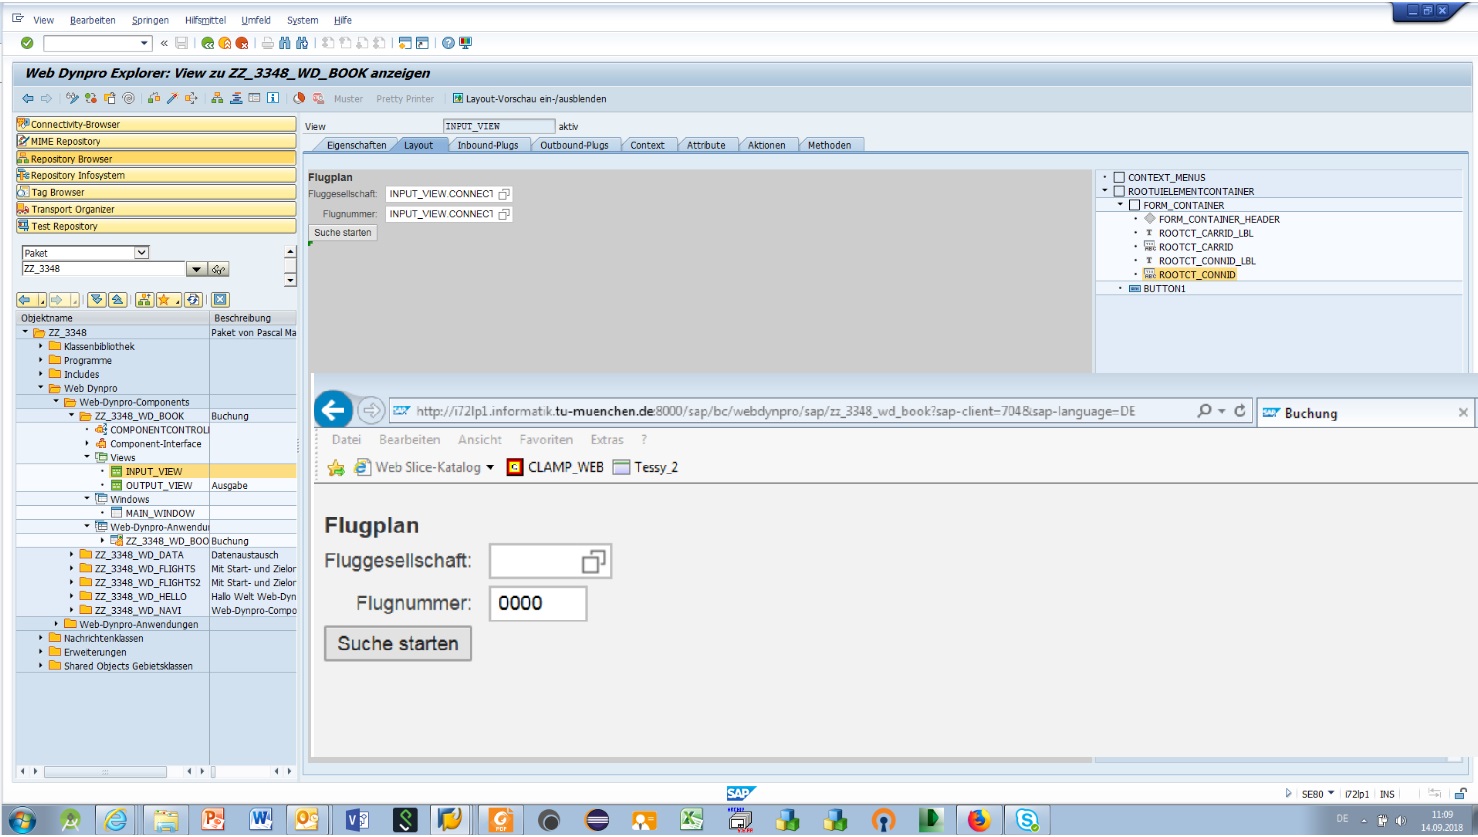 View Bearbeiten Springen Hilfsmittel Umfeld System Hilfe
Web Dynpro Explorer: View zu ZZ_3348_WD_BOOK anzeigen
Muster Pretty Printer Layout-Vorschau ein-/ausblenden
Connectivity-Browser
MIME Repository
Repository Browser
Repository Infosystem
Tag Browser
Transport Organizer
Test Repository
Paket
ZZ_3348
Objektname Beschreibung
ZZ_3348 Paket von Pascal Ma
Klassenbibliothek
Programme
Includes
Web Dynpro
Web-Dynpro-Components
ZZ_3348_WD_BOOK Buchung
COMPONENTCONTROLL
Component-Interface
Views
INPUT_VIEW
OUTPUT_VIEW Ausgabe
Windows
MAIN_WINDOW
Web-Dynpro-Anwendu
ZZ_3348_WD_BOO Buchung
ZZ_3348_WD_DATA Datenaustausch
ZZ_3348_WD_FLIGHTS Mit Start- und Zielor
ZZ_3348_WD_FLIGHTS2 Mit Start- und Zielor
ZZ_3348_WD_HELLO Hallo Welt Web-Dyn
ZZ_3348_WD_NAVI Web-Dynpro-Compo
Web-Dynpro-Anwendungen
Nachrichtenklassen
Erweiterungen
Shared Objects Gebietsklassen
View INPUT_VIEW aktiv
Eigenschaften Layout Inbound-Plugs Outbound-Plugs Context Attribute Aktionen Methoden
Flugplan
Fluggesellschaft: INPUT_VIEW.CONNECT
Flugnummer: INPUT_VIEW.CONNECT
Suche starten
CONTEXT_MENUS
ROOTUIELEMENTCONTAINER
FORM_CONTAINER
FORM_CONTAINER_HEADER
ROOTCT_CARRID_LBL
ROOTCT_CARRID
ROOTCT_CONNID_LBL
ROOTCT_CONNID
BUTTON1
http://i72lp1.informatik.tu-muenchen.de:8000/sap/bc/webdynpro/sap/zz_3348_wd_book?sap-client=704&sap-language=DE Buchung
Datei Bearbeiten Ansicht Favoriten Extras ?
Web Slice-Katalog CLAMP_WEB Tessy_2
Flugplan
Fluggesellschaft:
Flugnummer: 0000
Suche starten
SAP
SE80 i72lp1 INS
DE 11:09
14.09.2018